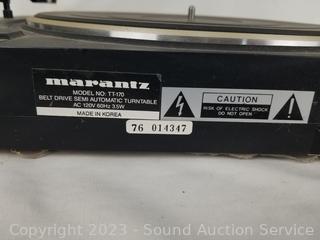 marantz
MODEL NO: TT-170
BELT DRIVE SEMI AUTOMATIC TURNTABLE
AC 120V 60Hz 3.5W
MADE IN KOREA
76 014347
CAUTION
RISK OF ELECTRIC SHOCK
DO NOT OPEN
Copyright 2023 - Sound Auction Service